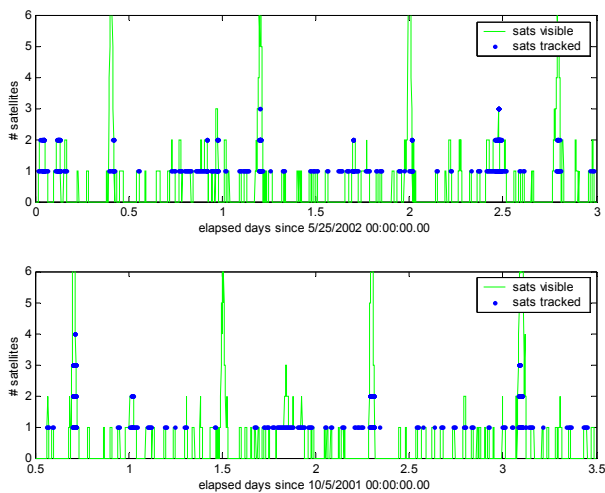 6
5
4
3
2
1
0
# satellites
sats visible
sats tracked
0 0.5 1 1.5 2 2.5 3
elapsed days since 5/25/2002 00:00:00.00
6
5
4
3
2
1
0
# satellites
sats visible
sats tracked
0.5 1 1.5 2 2.5 3 3.5
elapsed days since 10/5/2001 00:00:00.00